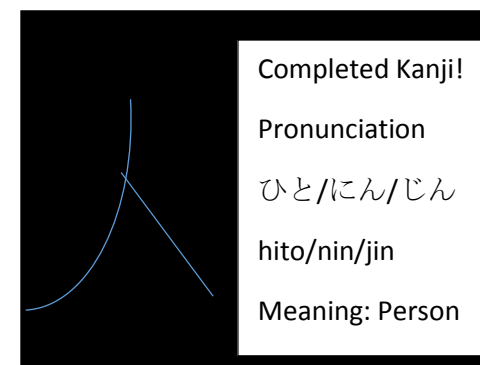 人
Completed Kanji!
Pronunciation
ひと/にん/じん
hito/nin/jin
Meaning: Person